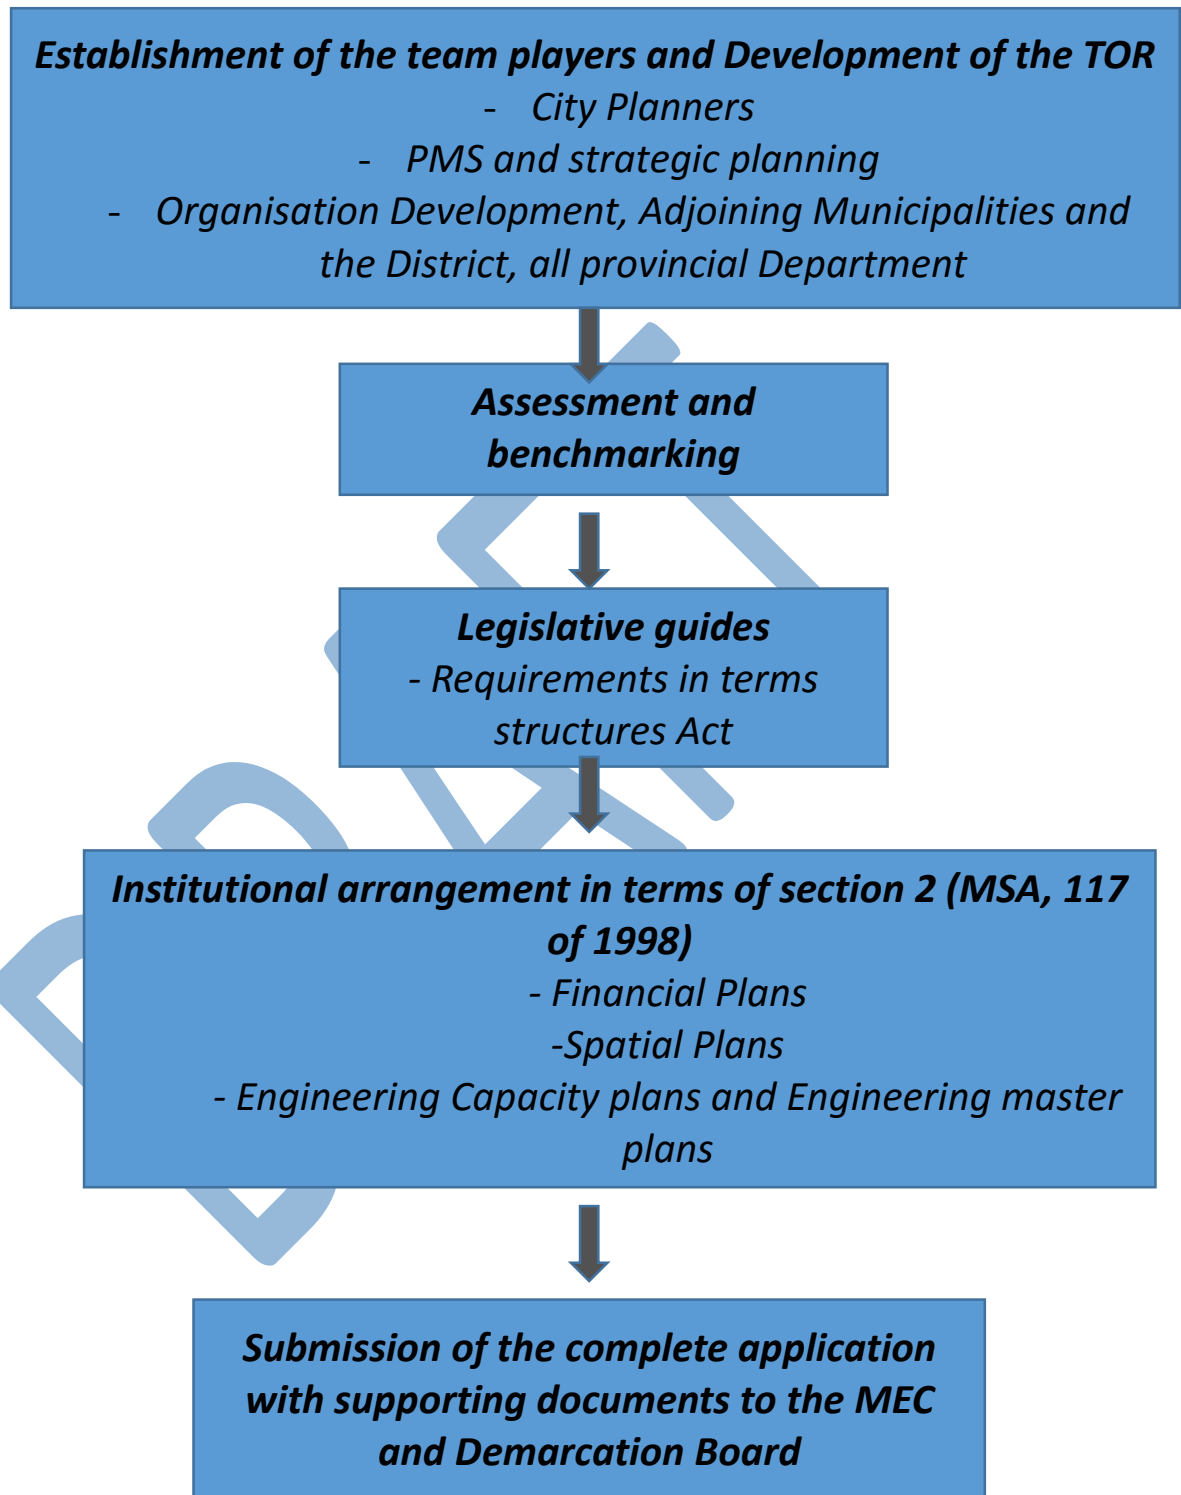 Establishment of the team players and Development of the TOR
- City Planners
- PMS and strategic planning
- Organisation Development, Adjoining Municipalities and
the District, all provincial Department
Assessment and
benchmarking
Legislative guides
- Requirements in terms
structures Act
Institutional arrangement in terms of section 2 (MSA, 117
of 1998)
- Financial Plans
-Spatial Plans
- Engineering Capacity plans and Engineering master
plans
Submission of the complete application
with supporting documents to the MEC
and Demarcation Board
DRAFT